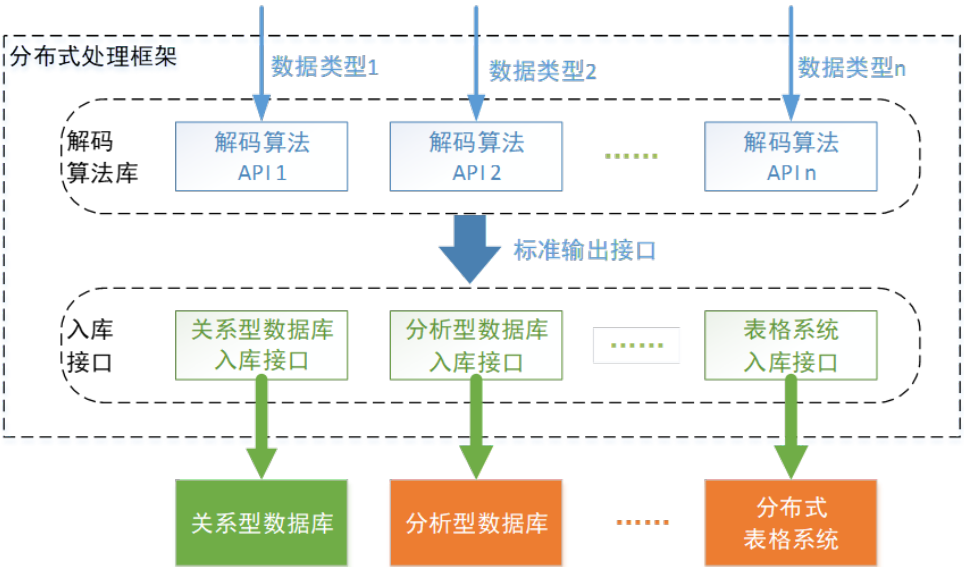 分布式处理框架
数据类型1
数据类型2
数据类型n
解码
算法库
解码算法
API 1
解码算法
API 2
……
解码算法
API n
标准输出接口
入库
接口
关系型数据库
入库接口
分析型数据库
入库接口
……
表格系统
入库接口
关系型数据库
分析型数据库
……
分布式
表格系统